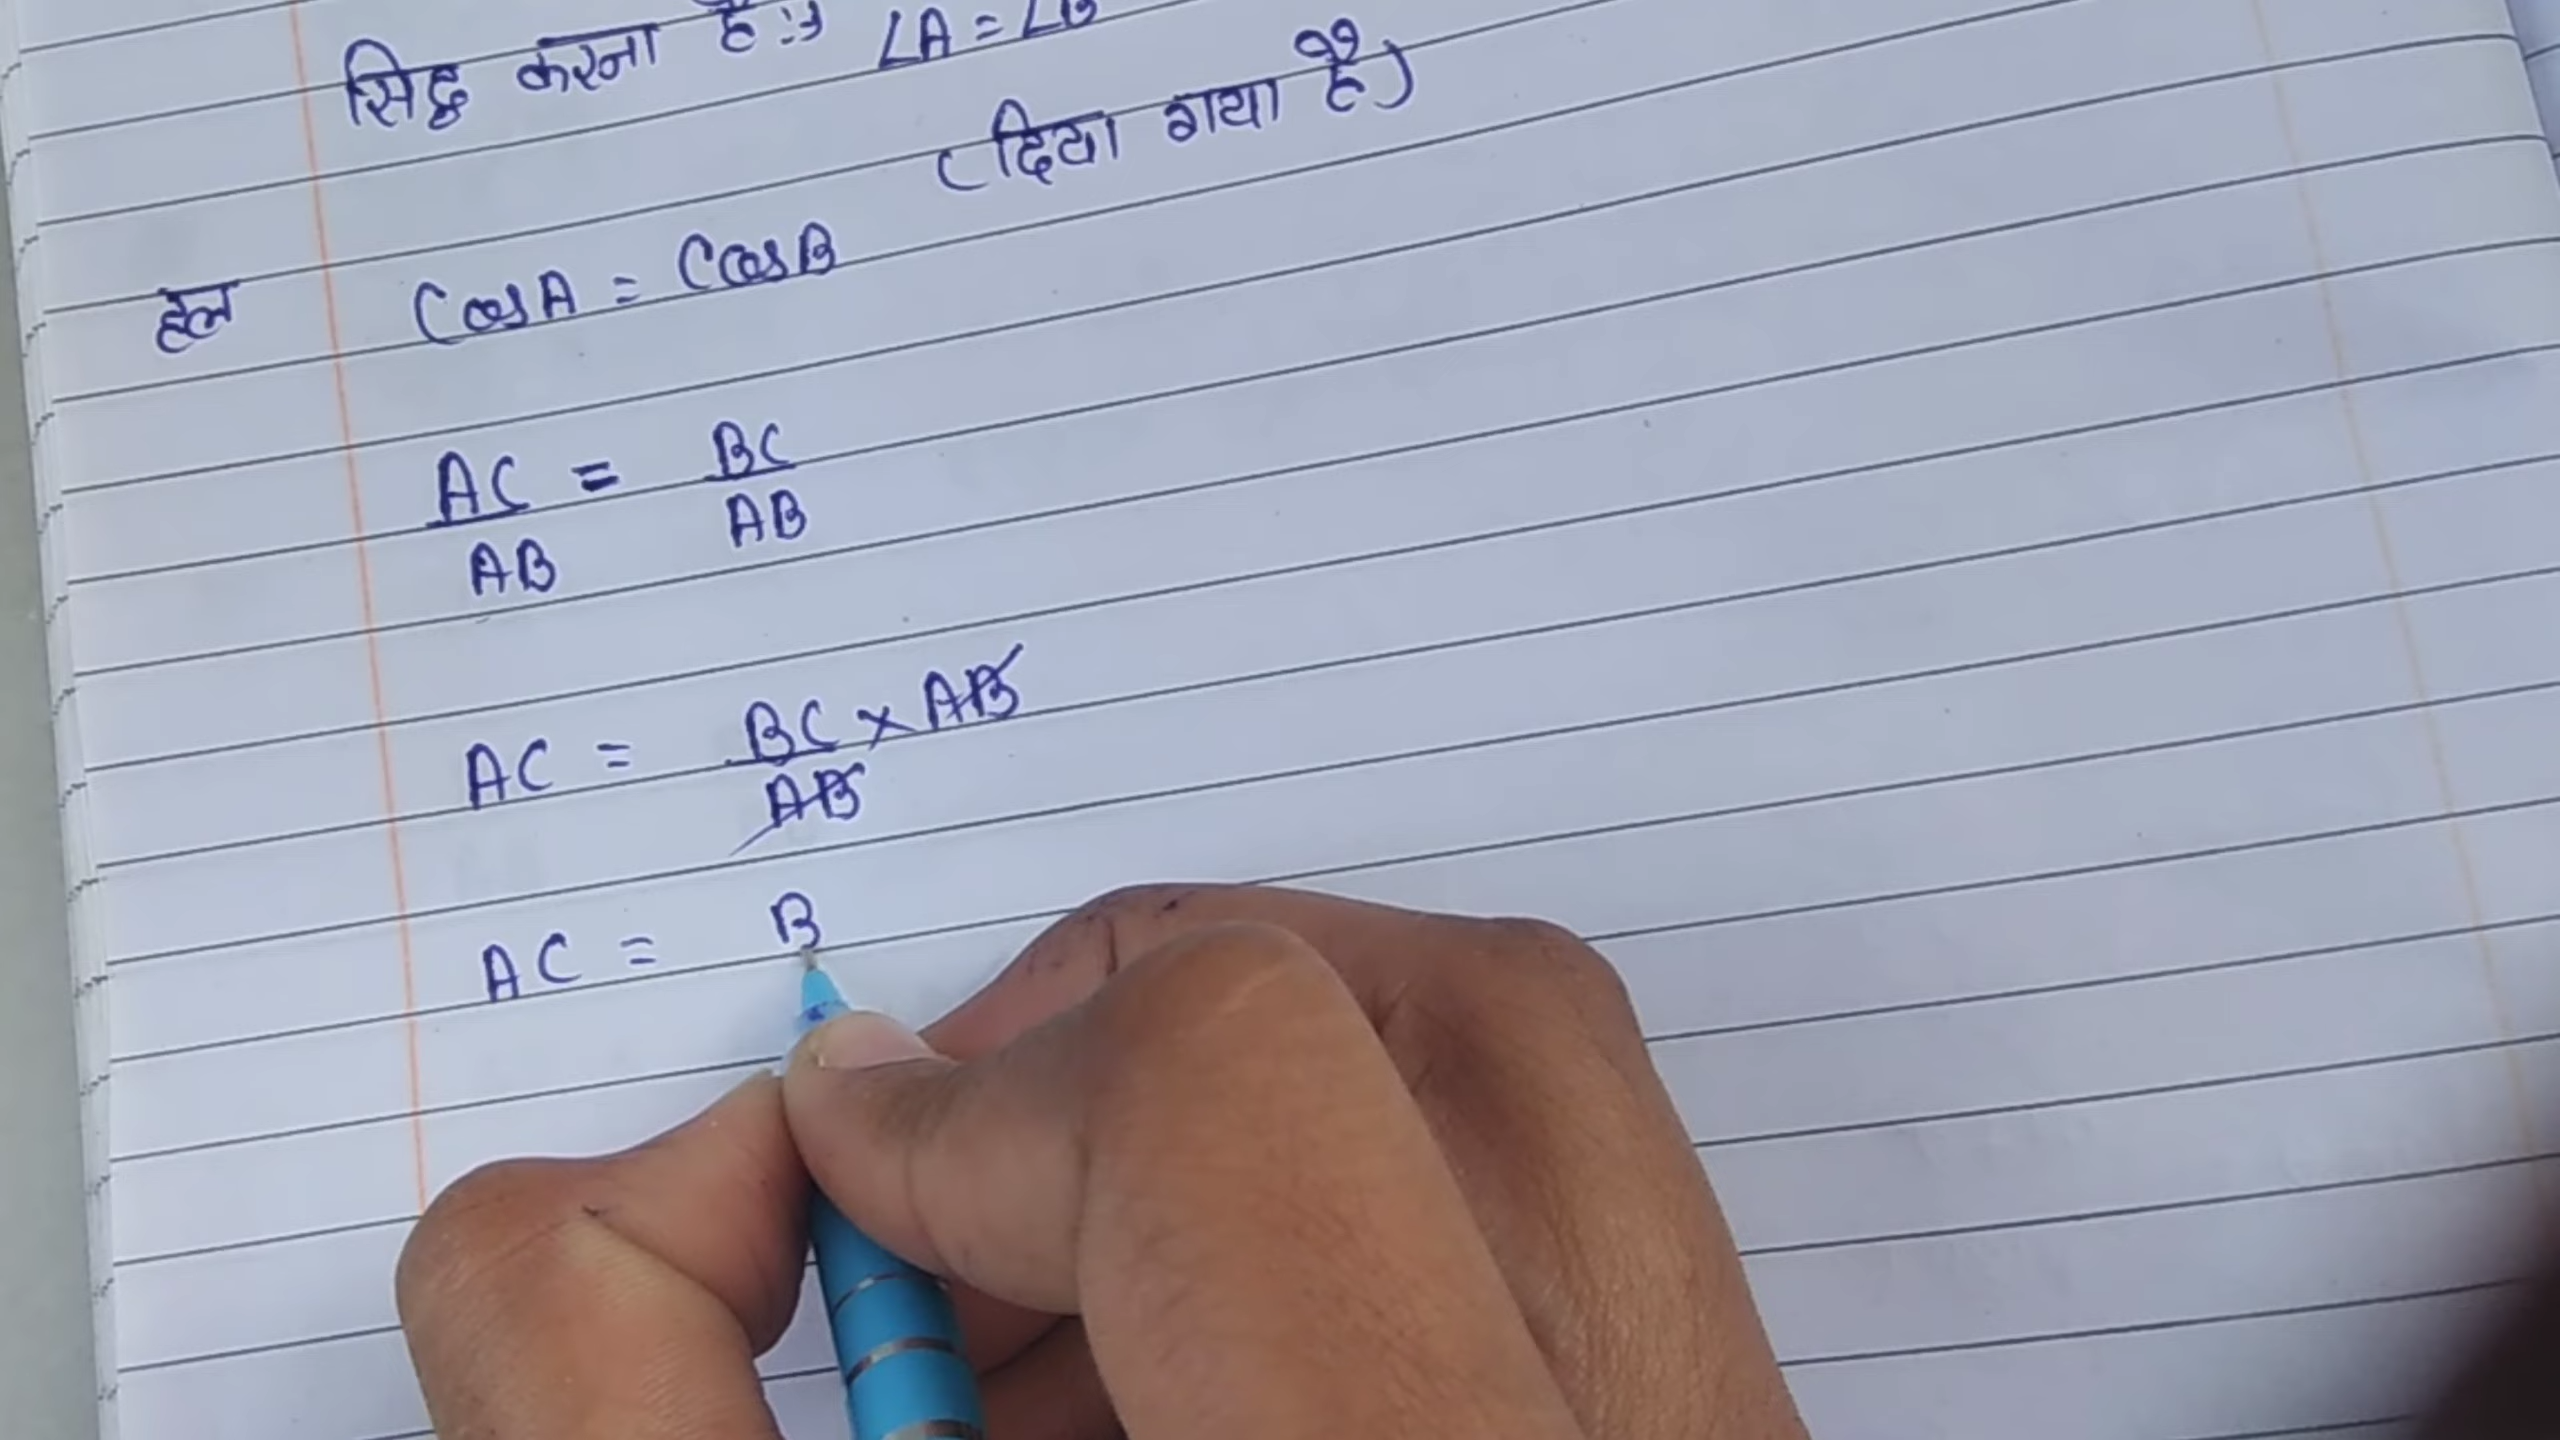 सिद्ध करना है :→ ∠A = ∠B
(दिया गया है)
हल CosA = CosB
AC = BC
AB AB
AC = BC × AB
AB
AC = B